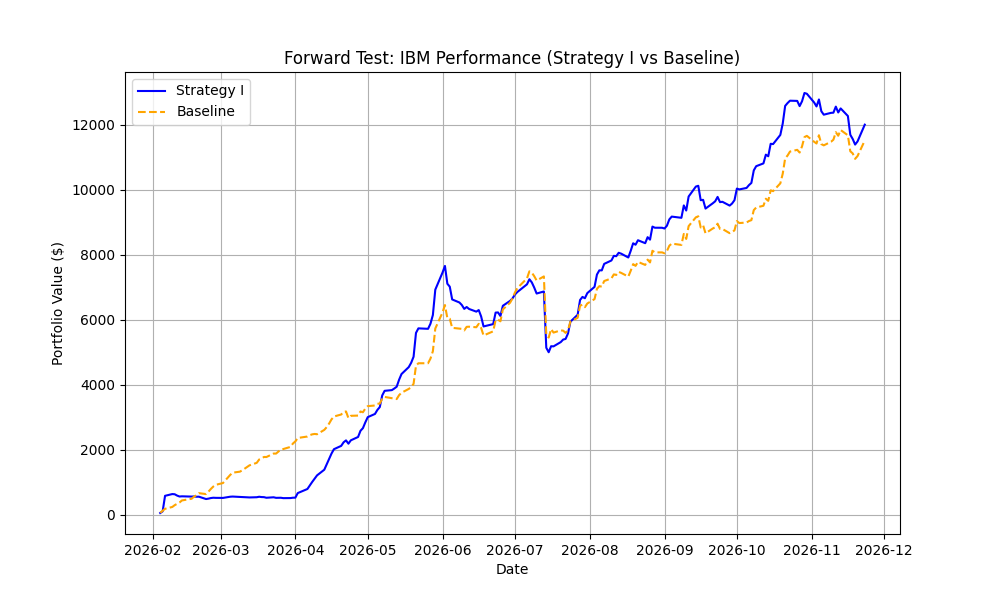 Forward Test: IBM Performance (Strategy I vs Baseline)
Strategy I
Baseline
Portfolio Value ($)
12000
10000
8000
6000
4000
2000
0
2026-02 2026-03 2026-04 2026-05 2026-06 2026-07 2026-08 2026-09 2026-10 2026-11 2026-12
Date